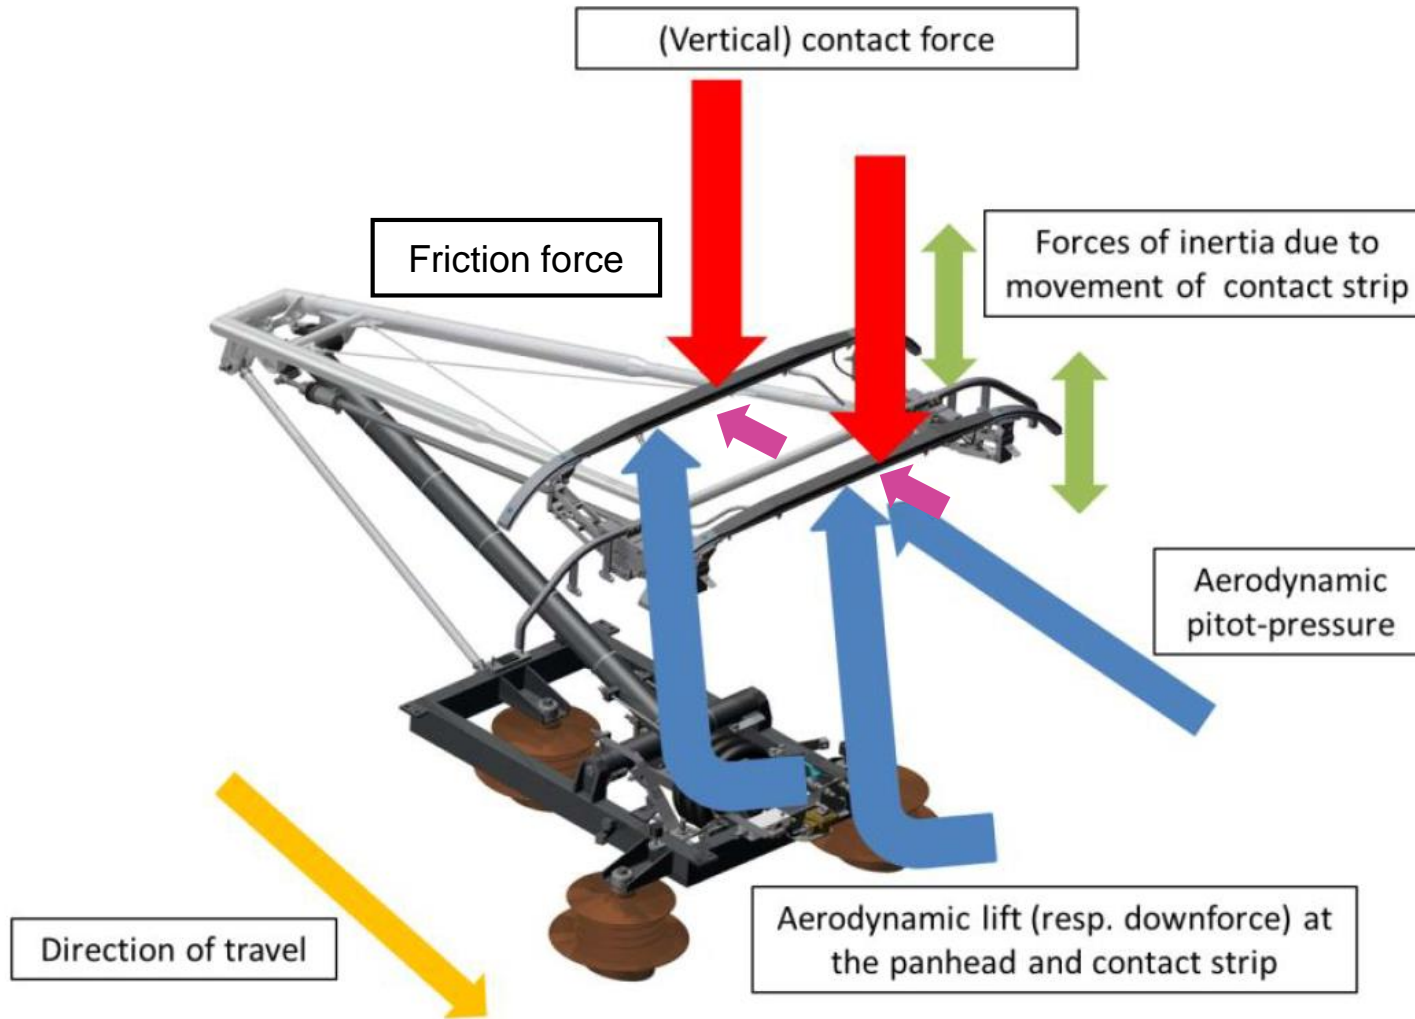 (Vertical) contact force
Friction force
Forces of inertia due to
movement of contact strip
Aerodynamic
pitot-pressure
Aerodynamic lift (resp. downforce) at
the panhead and contact strip
Direction of travel